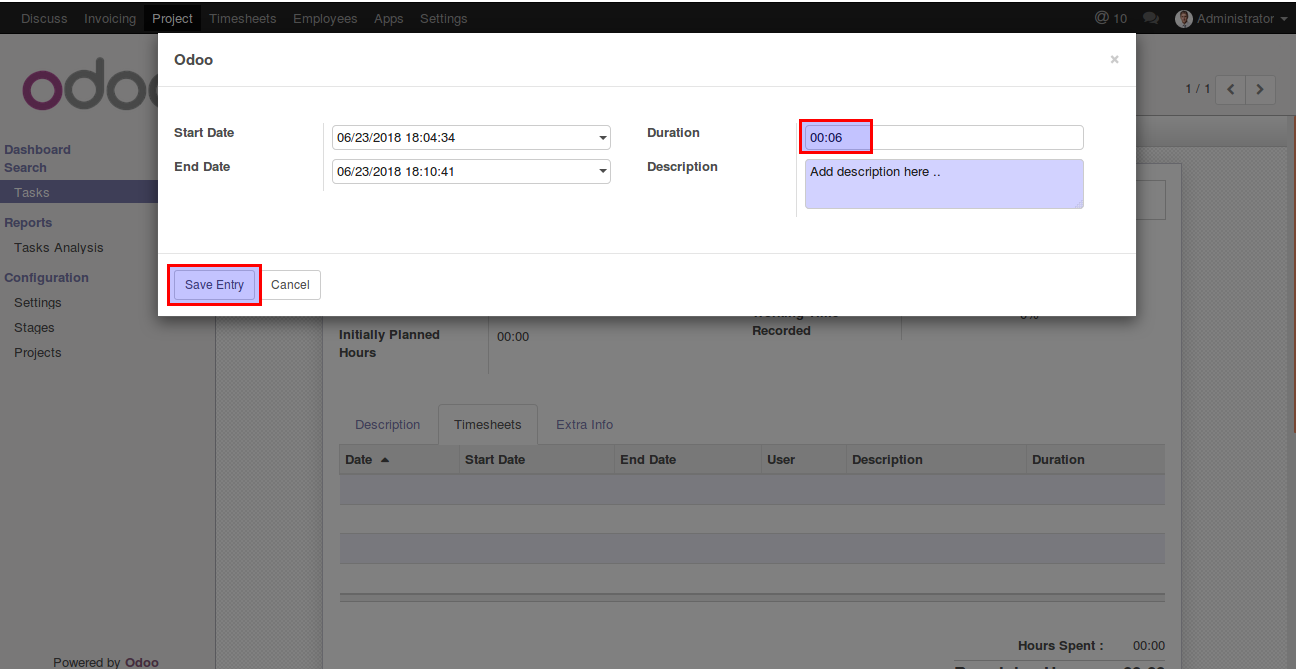 Discuss Invoicing Project Timesheets Employees Apps Settings @ 10 Administrator
Odoo ×
odoo
1 / 1
Start Date 06/23/2018 18:04:34 Duration 00:06
End Date 06/23/2018 18:10:41 Description Add description here ..
Dashboard
Search
Tasks
Reports
Tasks Analysis
Configuration
Settings
Stages
Projects
Save Entry Cancel
Initially Planned
Hours
00:00
Working Time
Recorded
Description Timesheets Extra Info
Date Start Date End Date User Description Duration
Hours Spent : 00:00
Powered by Odoo